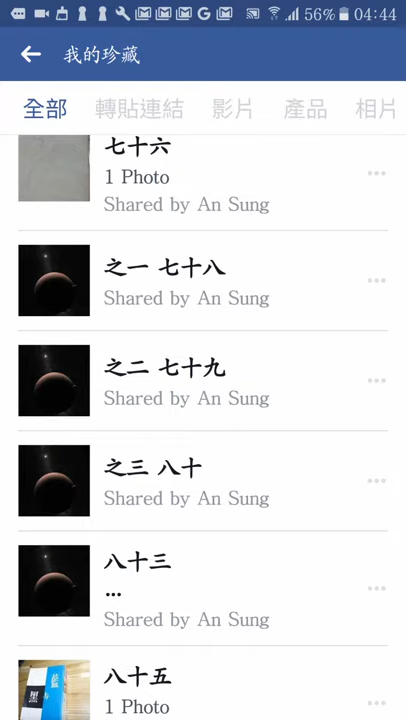 56% 04:44
我的珍藏
全部 轉貼連結 影片 產品 相片
七十六
1 Photo
Shared by An Sung
之一 七十八
Shared by An Sung
之二 七十九
Shared by An Sung
之三 八十
Shared by An Sung
八十三
...
Shared by An Sung
八十五
1 Photo